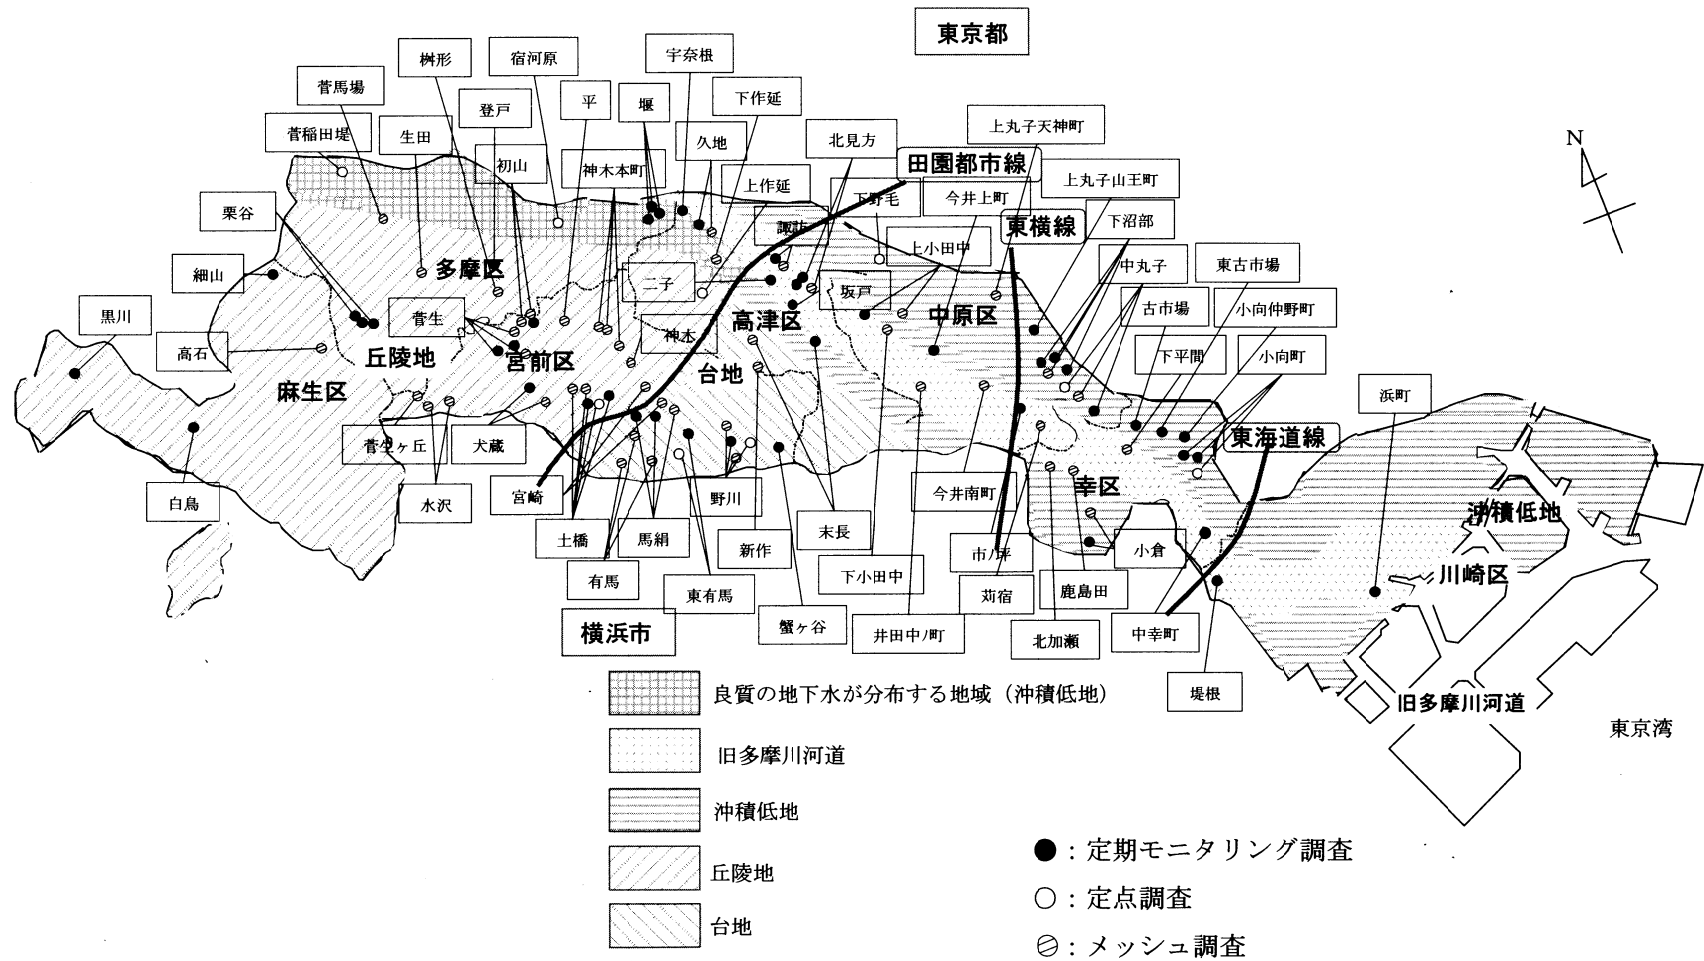 東京都
桝形
宿河原
宇奈根
菅馬場
登戸
平
堰
下作延
菅稲田堤
生田
初山
神木本町
久地
北見方
上丸子天神町
田園都市線
栗谷
上作延
下野毛
今井上町
上丸子山王町
諏訪
東横線
下沼部
細山
多摩区
二子
坂戸
上小田中
中丸子
東古市場
黒川
菅生
神木
高津区
中原区
古市場
小向仲野町
高石
丘陵地
宮前区
台地
下平間
小向町
麻生区
浜町
菅生ヶ丘
犬蔵
東海道線
白鳥
水沢
宮崎
野川
今井南町
幸区
沖積低地
土橋
馬絹
新作
末長
市ノ坪
小倉
川崎区
有馬
東有馬
下小田中
苅宿
鹿島田
横浜市
蟹ヶ谷
井田中ノ町
北加瀬
中幸町
堤根
旧多摩川河道
東京湾
N
良質の地下水が分布する地域（沖積低地）
旧多摩川河道
沖積低地
丘陵地
台地
●：定期モニタリング調査
○：定点調査
：メッシュ調査